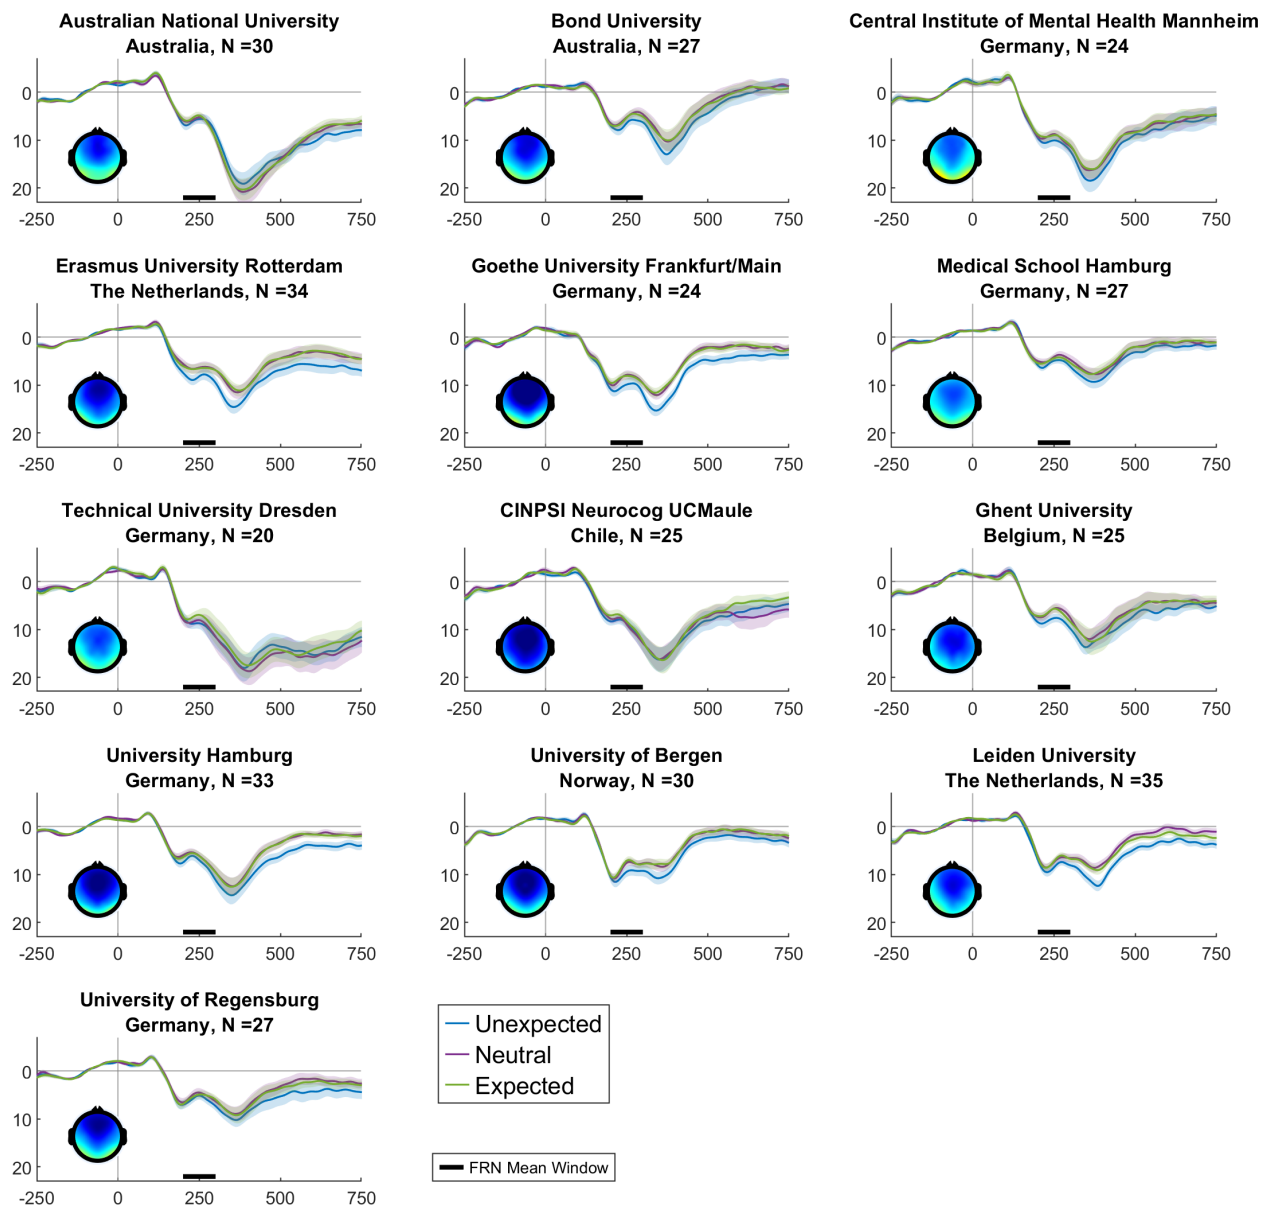 Australian National University
Australia, N =30
0
10
20
-250 0 250 500 750
Bond University
Australia, N =27
0
10
20
-250 0 250 500 750
Central Institute of Mental Health Mannheim
Germany, N =24
0
10
20
-250 0 250 500 750
Erasmus University Rotterdam
The Netherlands, N =34
0
10
20
-250 0 250 500 750
Goethe University Frankfurt/Main
Germany, N =24
0
10
20
-250 0 250 500 750
Medical School Hamburg
Germany, N =27
0
10
20
-250 0 250 500 750
Technical University Dresden
Germany, N =20
0
10
20
-250 0 250 500 750
CINPSI Neurocog UCMaule
Chile, N =25
0
10
20
-250 0 250 500 750
Ghent University
Belgium, N =25
0
10
20
-250 0 250 500 750
University Hamburg
Germany, N =33
0
10
20
-250 0 250 500 750
University of Bergen
Norway, N =30
0
10
20
-250 0 250 500 750
Leiden University
The Netherlands, N =35
0
10
20
-250 0 250 500 750
University of Regensburg
Germany, N =27
0
10
20
-250 0 250 500 750
Unexpected
Neutral
Expected
FRN Mean Window